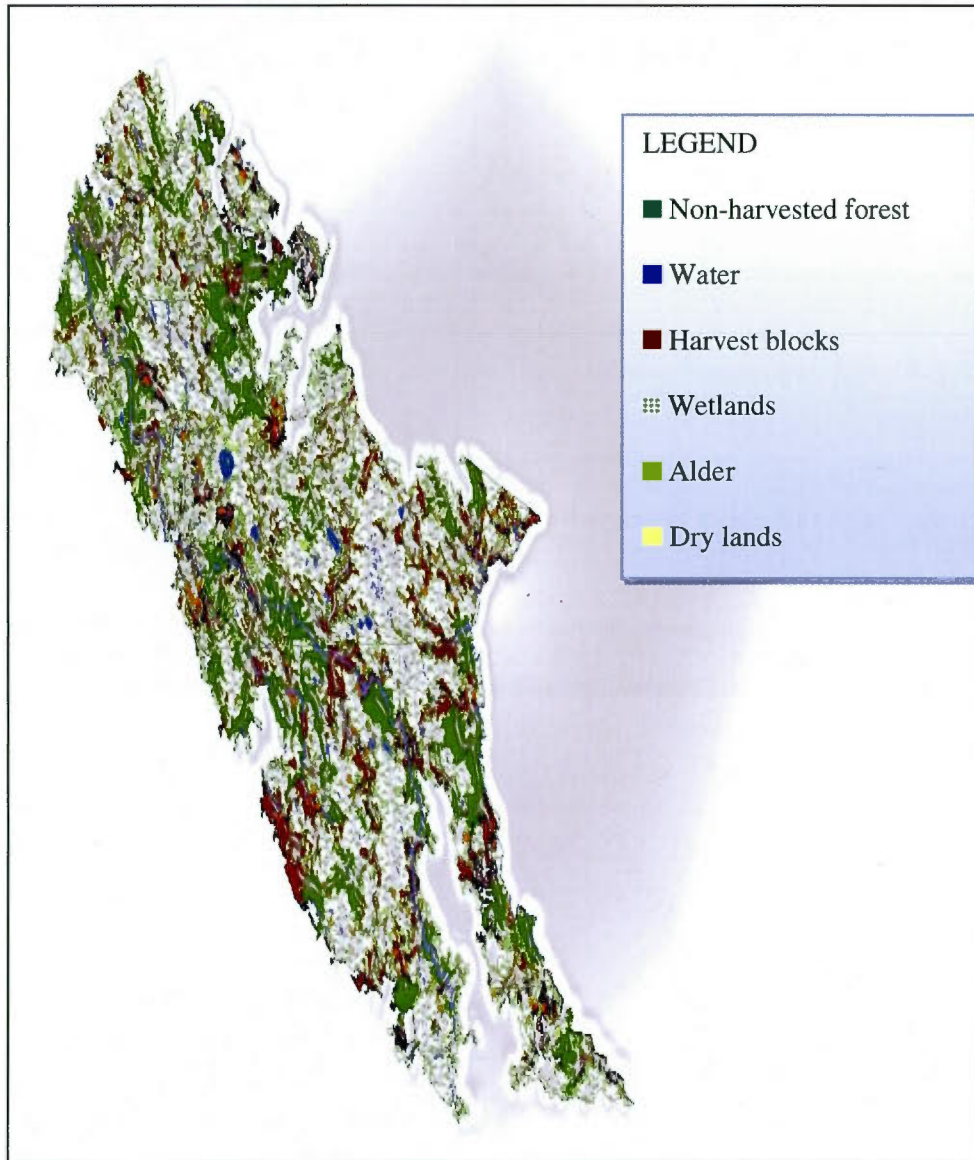 LEGEND
Non-harvested forest
Water
Harvest blocks
Wetlands
Alder
Dry lands